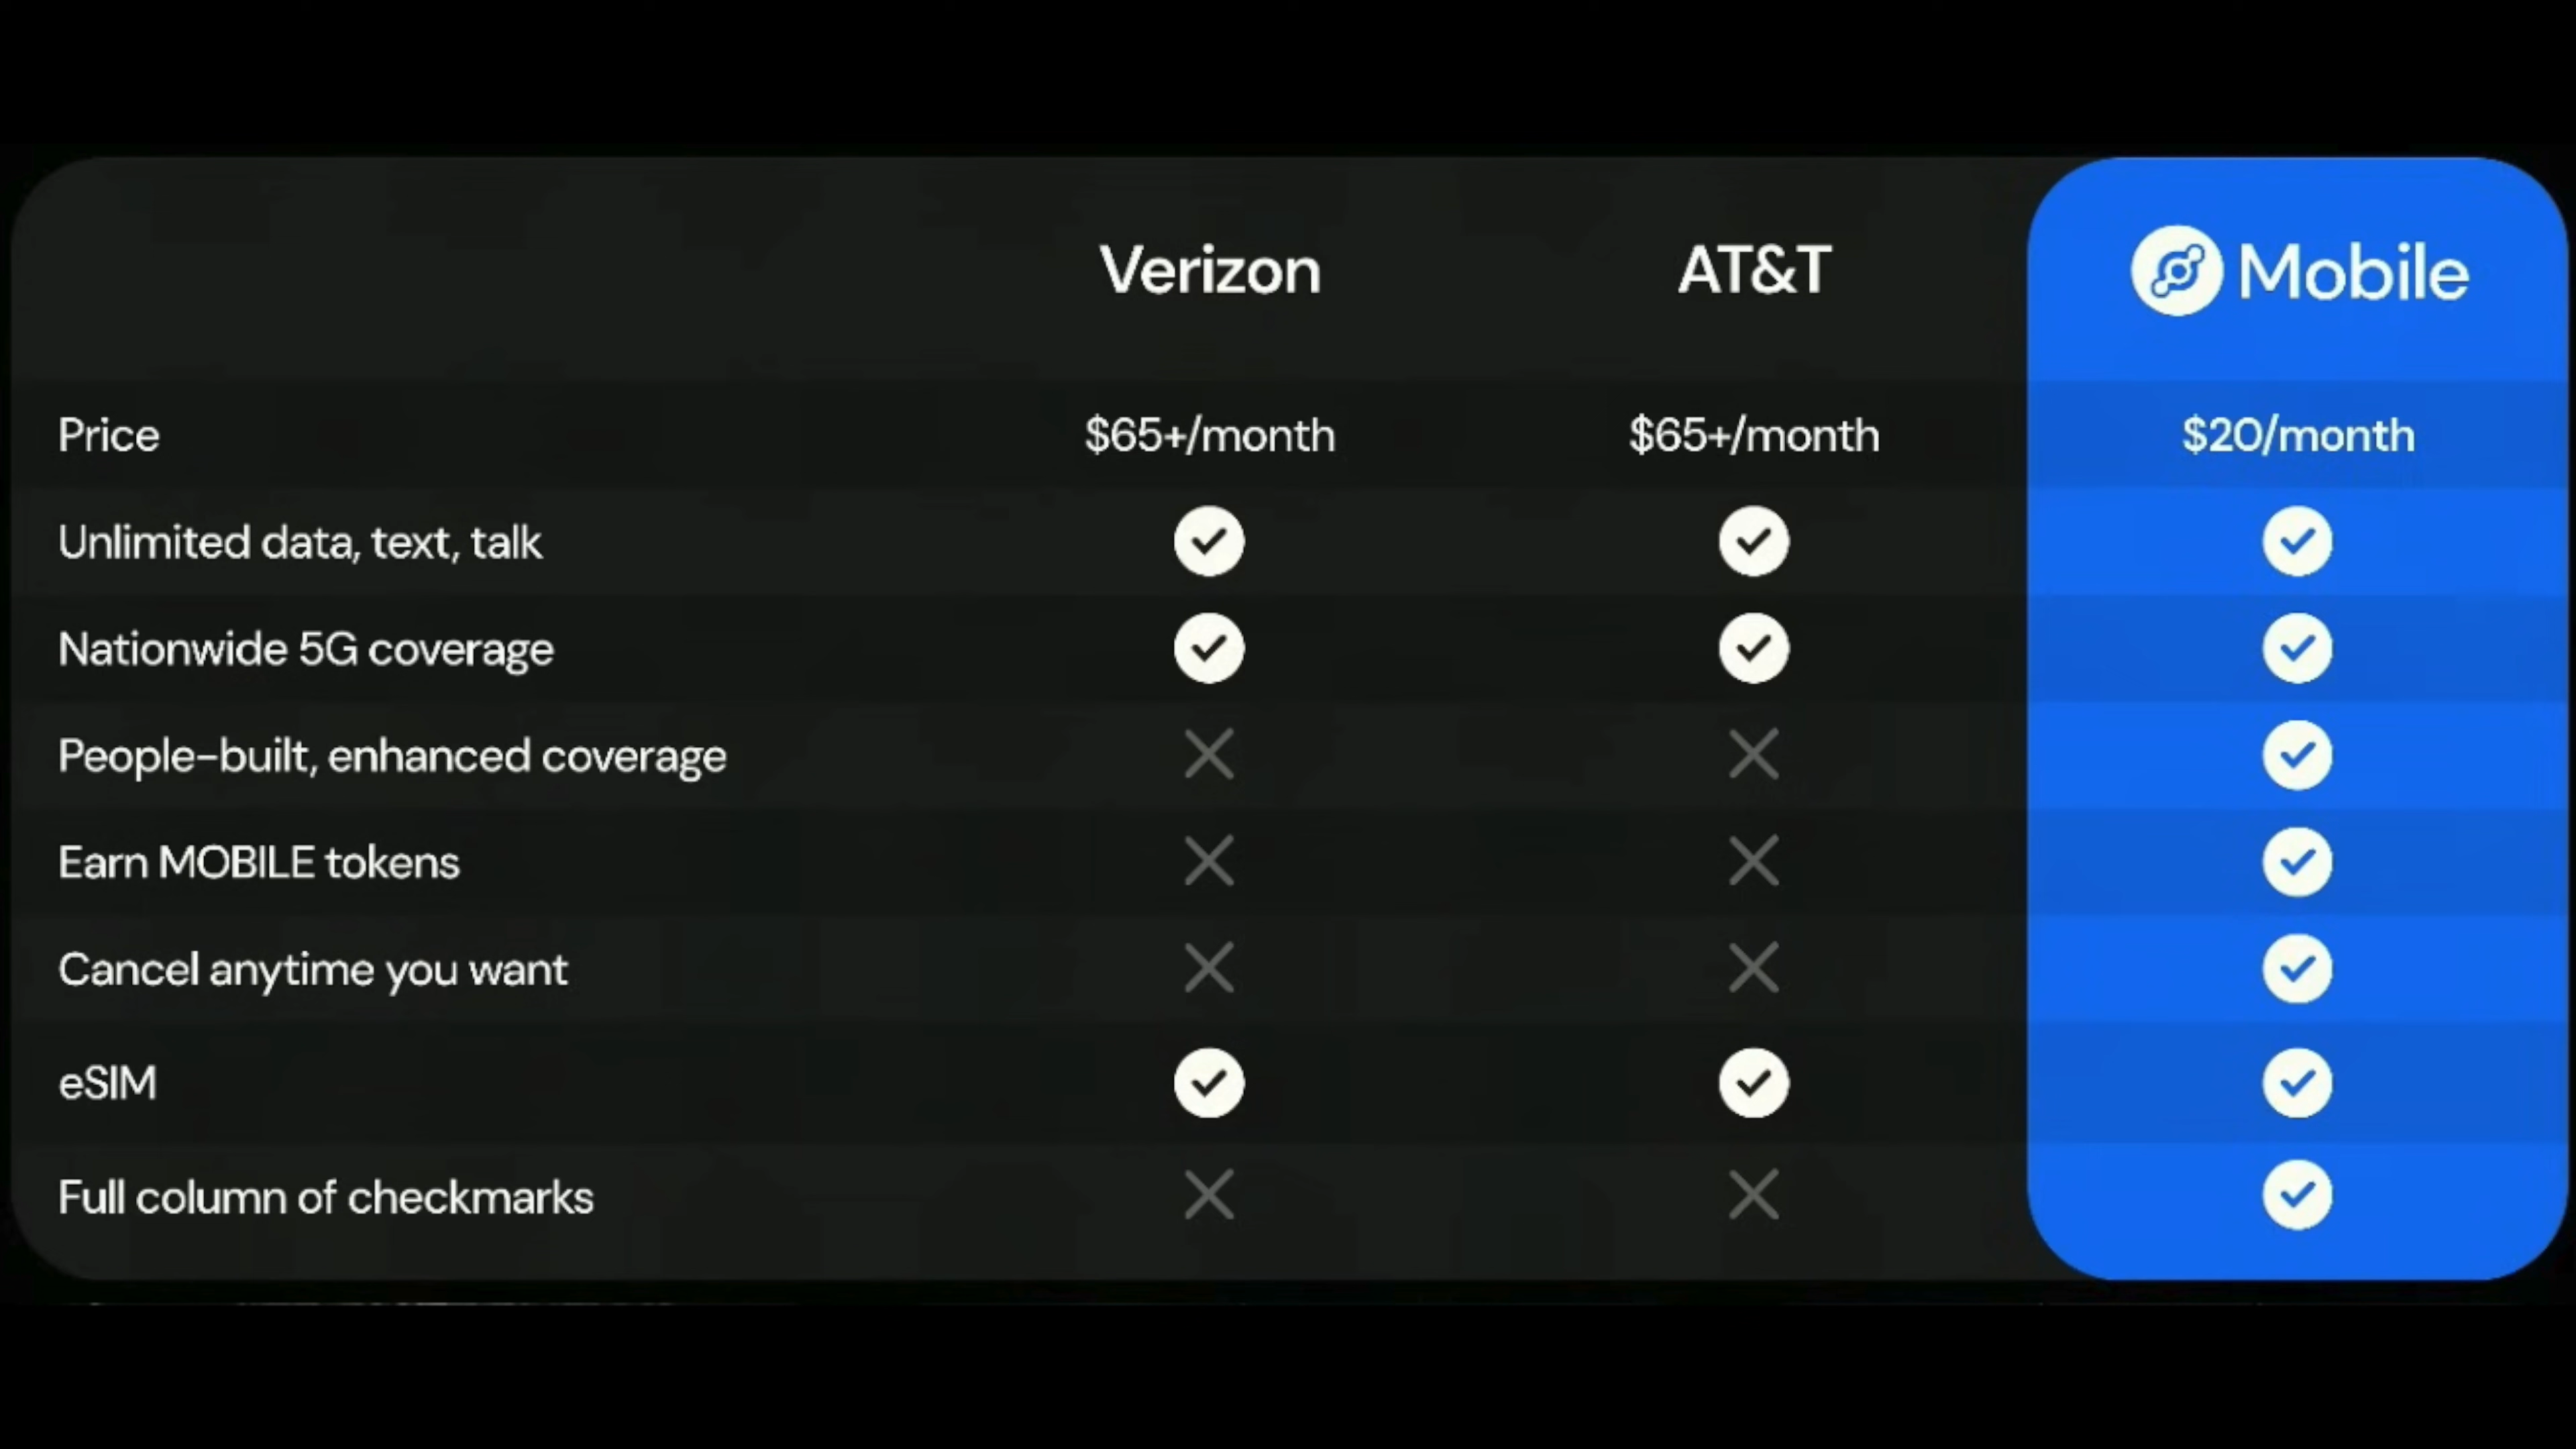 Verizon AT&T Mobile
Price $65+/month $65+/month $20/month
Unlimited data, text, talk
Nationwide 5G coverage
People-built, enhanced coverage
Earn MOBILE tokens
Cancel anytime you want
eSIM
Full column of checkmarks